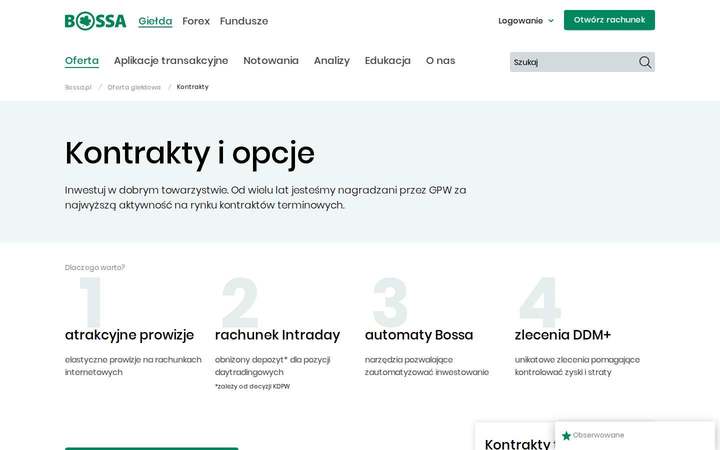 BOSSA Giełda Forex Fundusze Logowanie Otwórz rachunek
Oferta Aplikacje transakcyjne Notowania Analizy Edukacja O nas Szukaj
Bossa.pl / Oferta giełdowa / Kontrakty
Kontrakty i opcje
Inwestuj w dobrym towarzystwie. Od wielu lat jesteśmy nagradzani przez GPW za
najwyższą aktywność na rynku kontraktów terminowych.
Dlaczego warto?
1
atrakcyjne prowizje
elastyczne prowizje na rachunkach
internetowych
2
rachunek Intraday
obniżony depozyt* dla pozycji
daytradingowych
*zależy od decyzji KDPW
3
automaty Bossa
narzędzia pozwalające
zautomatyzować inwestowanie
4
zlecenia DDM+
unikatowe zlecenia pomagające
kontrolować zyski i straty
Kontrakty
Obserwowane